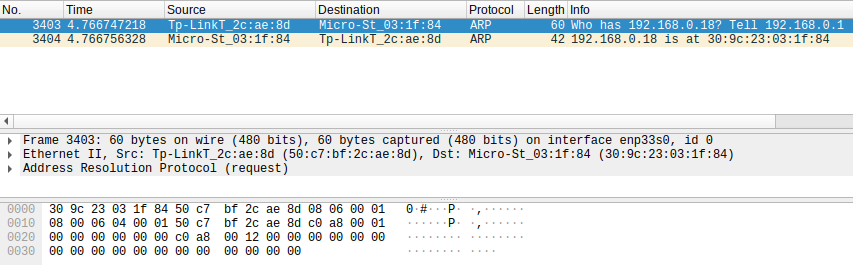 No. Time Source Destination Protocol Length Info
3403 4.766747218 Tp-LinkT_2c:ae:8d Micro-St_03:1f:84 ARP 60 Who has 192.168.0.18? Tell 192.168.0.1
3404 4.766756328 Micro-St_03:1f:84 Tp-LinkT_2c:ae:8d ARP 42 192.168.0.18 is at 30:9c:23:03:1f:84
Frame 3403: 60 bytes on wire (480 bits), 60 bytes captured (480 bits) on interface enp33s0, id 0
Ethernet II, Src: Tp-LinkT_2c:ae:8d (50:c7:bf:2c:ae:8d), Dst: Micro-St_03:1f:84 (30:9c:23:03:1f:84)
Address Resolution Protocol (request)
0000 30 9c 23 03 1f 84 50 c7 bf 2c ae 8d 08 06 00 01 0·#···P· ·,······
0010 08 00 06 04 00 01 50 c7 bf 2c ae 8d c0 a8 00 01 ······P· ·,······
0020 00 00 00 00 00 00 c0 a8 00 12 00 00 00 00 00 00 ········ ········
0030 00 00 00 00 00 00 00 00 00 00 00 00 ········ ····